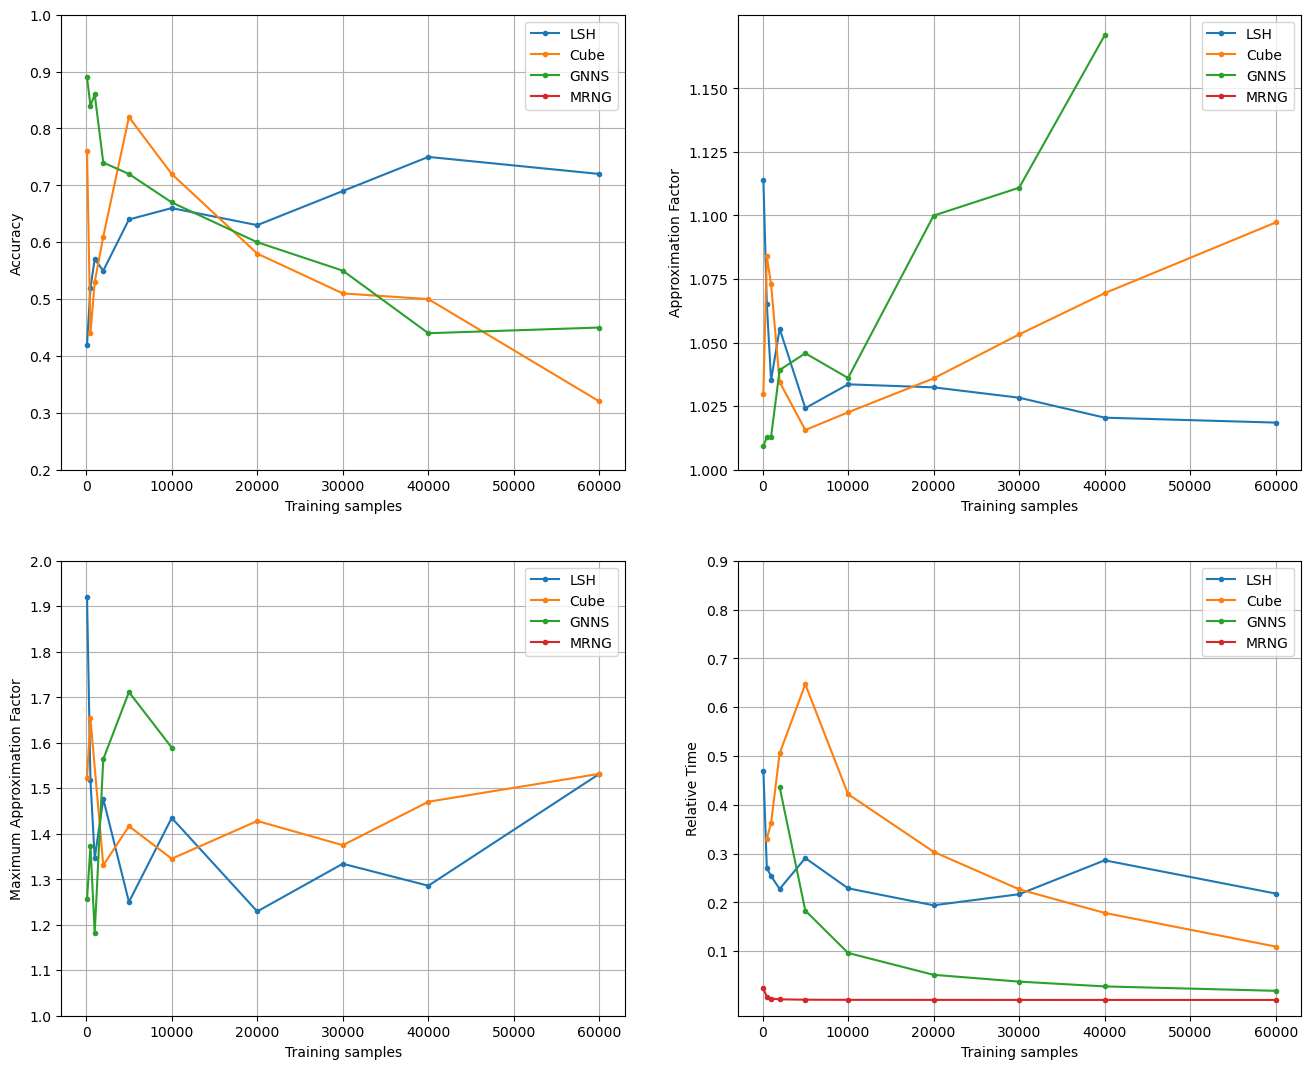 1.0
0.9
0.8
0.7
0.6
0.5
0.4
0.3
0.2
Accuracy
0 10000 20000 30000 40000 50000 60000
Training samples
LSH
Cube
GNNS
MRNG
1.150
1.125
1.100
1.075
1.050
1.025
1.000
Approximation Factor
0 10000 20000 30000 40000 50000 60000
Training samples
LSH
Cube
GNNS
MRNG
2.0
1.9
1.8
1.7
1.6
1.5
1.4
1.3
1.2
1.1
1.0
Maximum Approximation Factor
0 10000 20000 30000 40000 50000 60000
Training samples
LSH
Cube
GNNS
MRNG
0.9
0.8
0.7
0.6
0.5
0.4
0.3
0.2
0.1
Relative Time
0 10000 20000 30000 40000 50000 60000
Training samples
LSH
Cube
GNNS
MRNG